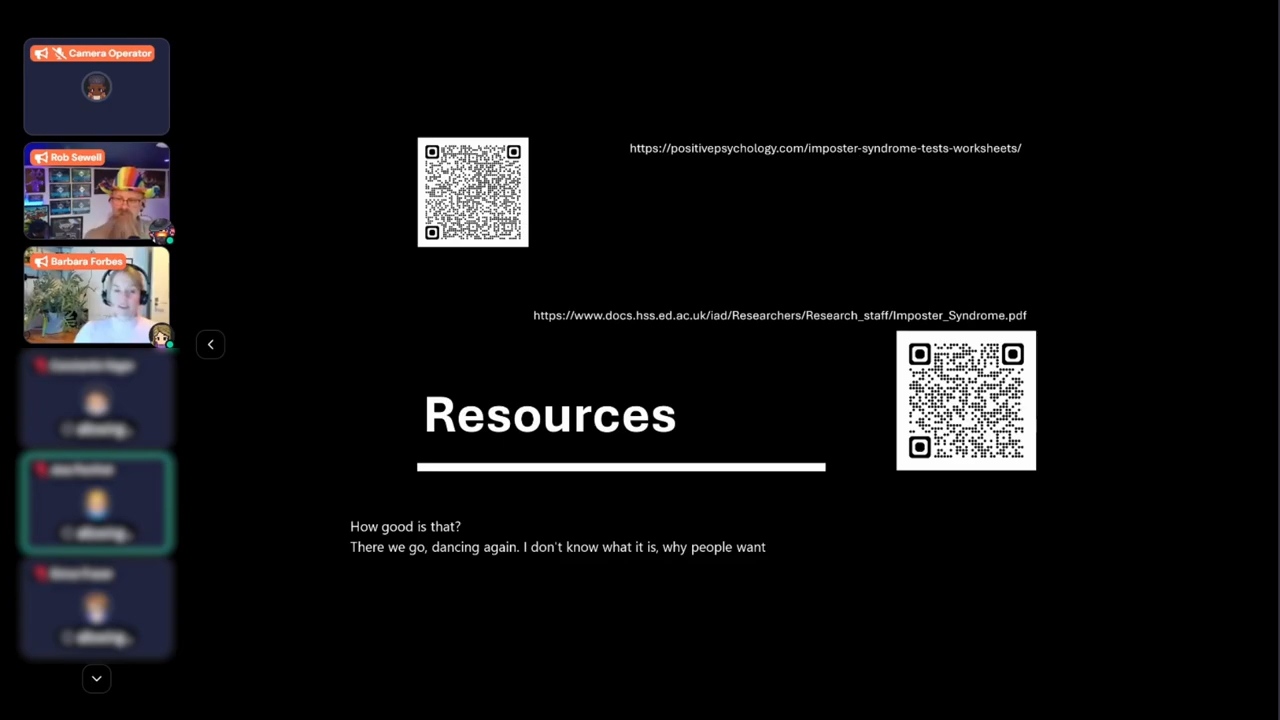 Camera Operator
Rob Sewell
Barbara Forbes
https://positivepsychology.com/imposter-syndrome-tests-worksheets/
https://www.docs.hss.ed.ac.uk/iad/Researchers/Research_staff/Imposter_Syndrome.pdf
Resources
How good is that?
There we go, dancing again. I don't know what it is, why people want